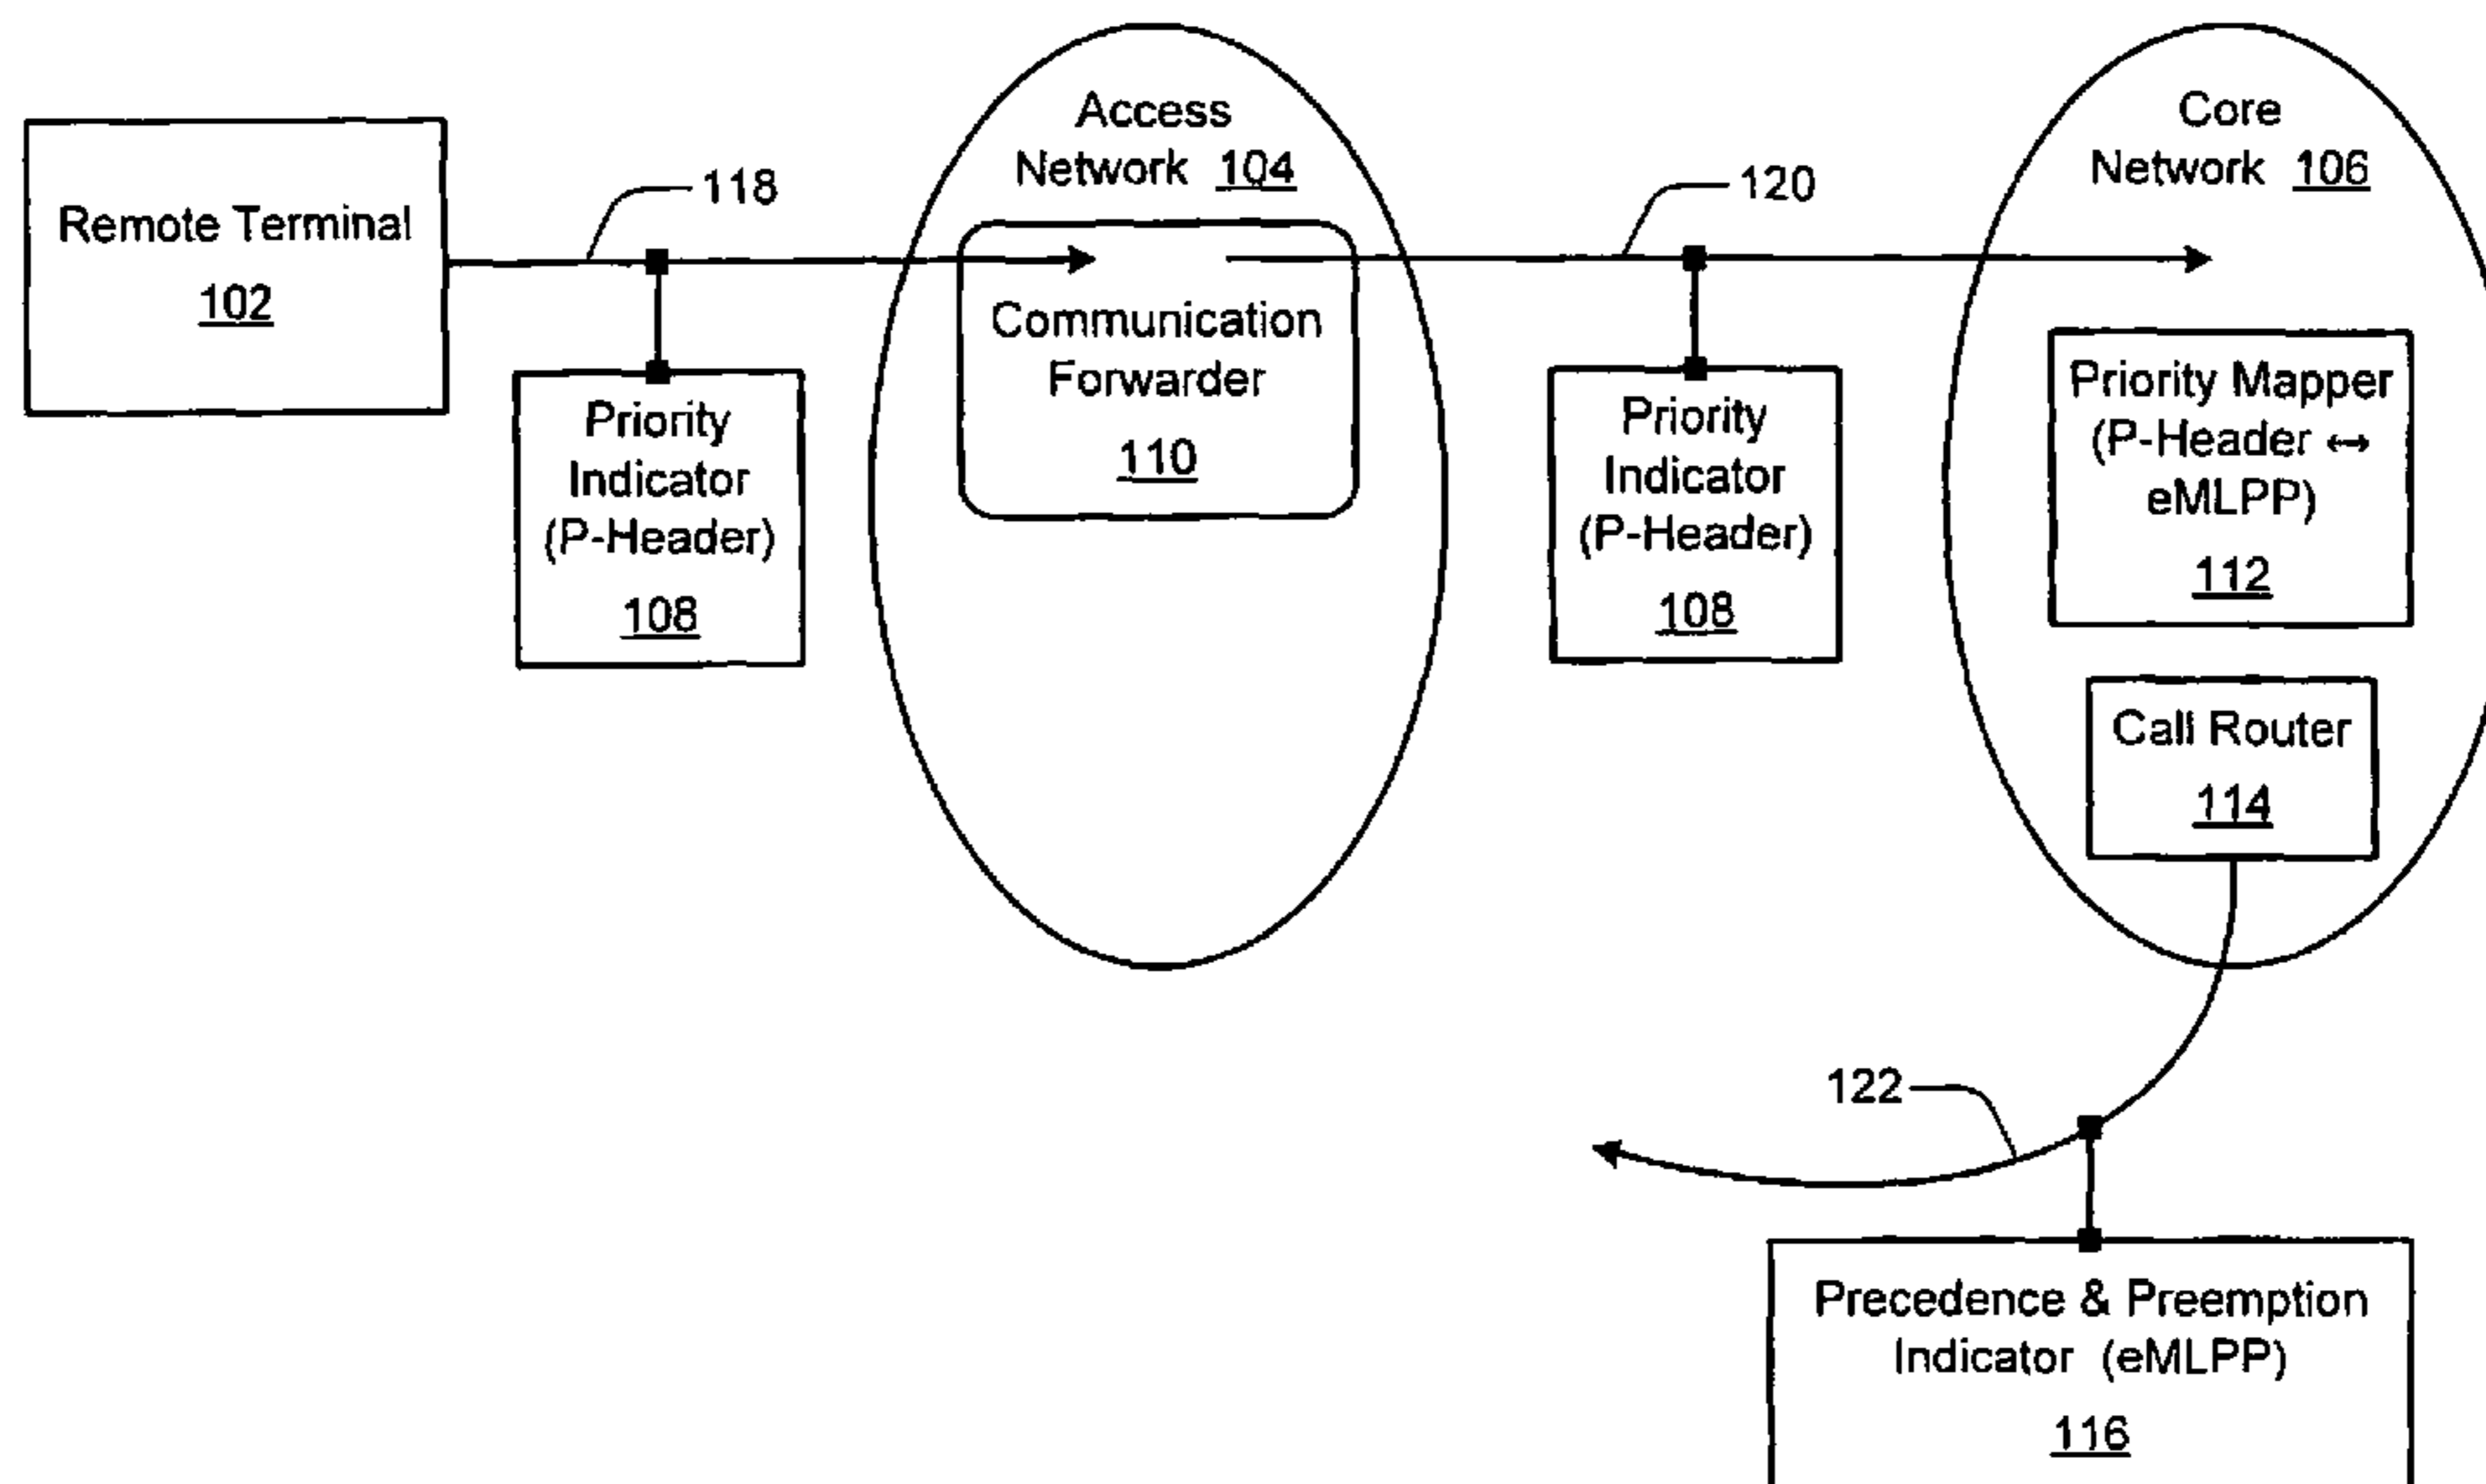 Remote Terminal
102
118
Priority
Indicator
(P-Header)
108
Access
Network 104
Communication
Forwarder
110
120
Priority
Indicator
(P-Header)
108
Core
Network 106
Priority Mapper
(P-Header ↔
eMLPP)
112
Call Router
114
122
Precedence & Preemption
Indicator (eMLPP)
116